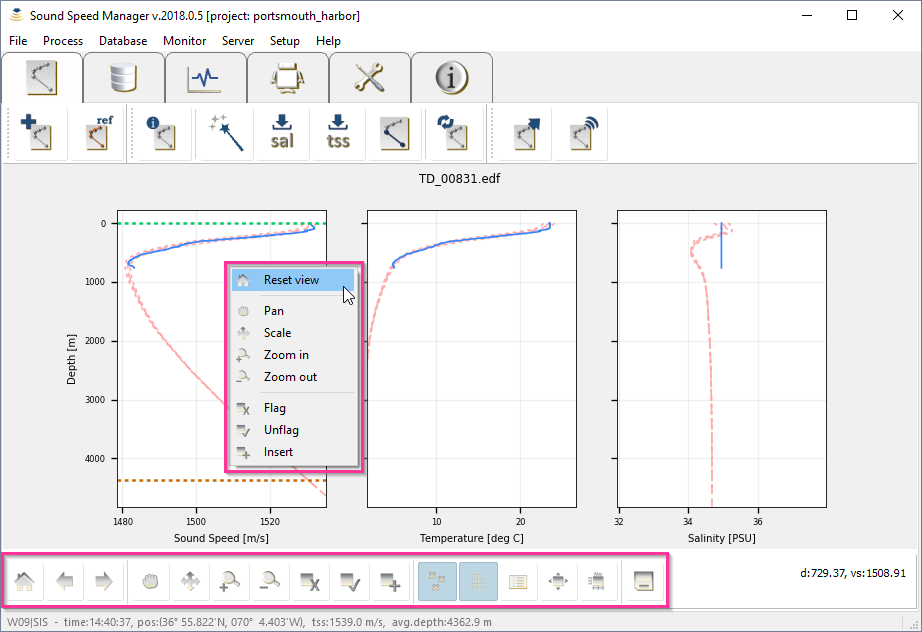 Sound Speed Manager v.2018.0.5 [project: portsmouth_harbor]
File Process Database Monitor Server Setup Help
ref
sal
tss
TD_00831.edf
0
1000
2000
3000
4000
Depth [m]
1480 1500 1520
Sound Speed [m/s]
10 20
Temperature [deg C]
32 34 36
Salinity [PSU]
Reset view
Pan
Scale
Zoom in
Zoom out
Flag
Unflag
Insert
d:729.37, vs:1508.91
W09|SIS - time:14:40:37, pos:(36° 55.822'N, 070° 4.403'W), tss:1539.0 m/s, avg.depth:4362.9 m